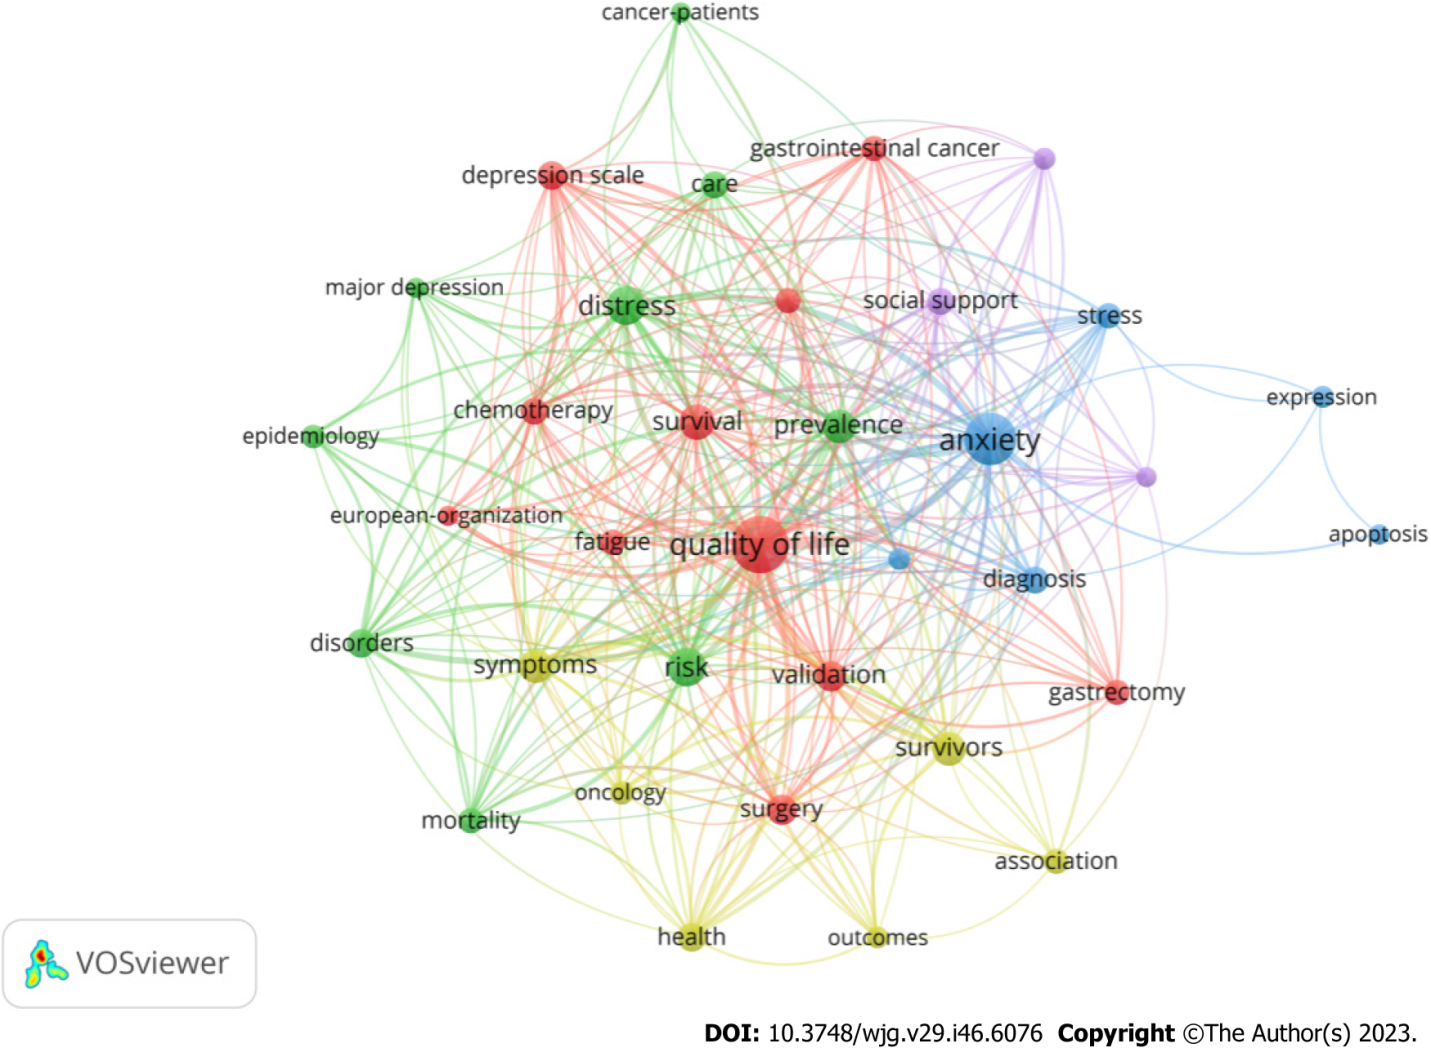 cancer-patients
gastrointestinal cancer
depression scale
care
major depression
distress
social support
stress
expression
chemotherapy
survival
prevalence
anxiety
epidemiology
european-organization
fatigue
quality of life
apoptosis
diagnosis
disorders
symptoms
risk
validation
gastrectomy
survivors
oncology
surgery
mortality
association
health
outcomes
VOSviewer
DOI: 10.3748/wjg.v29.i46.6076 Copyright ©The Author(s) 2023.